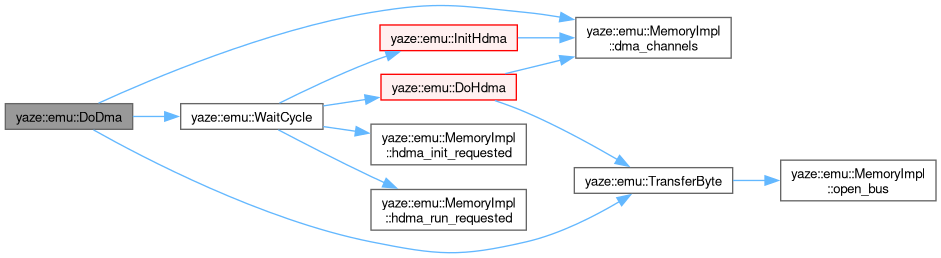 yaze::emu::DoDma
yaze::emu::WaitCycle
yaze::emu::InitHdma
yaze::emu::DoHdma
yaze::emu::MemoryImpl
::hdma_init_requested
yaze::emu::MemoryImpl
::hdma_run_requested
yaze::emu::MemoryImpl
::dma_channels
yaze::emu::TransferByte
yaze::emu::MemoryImpl
::open_bus